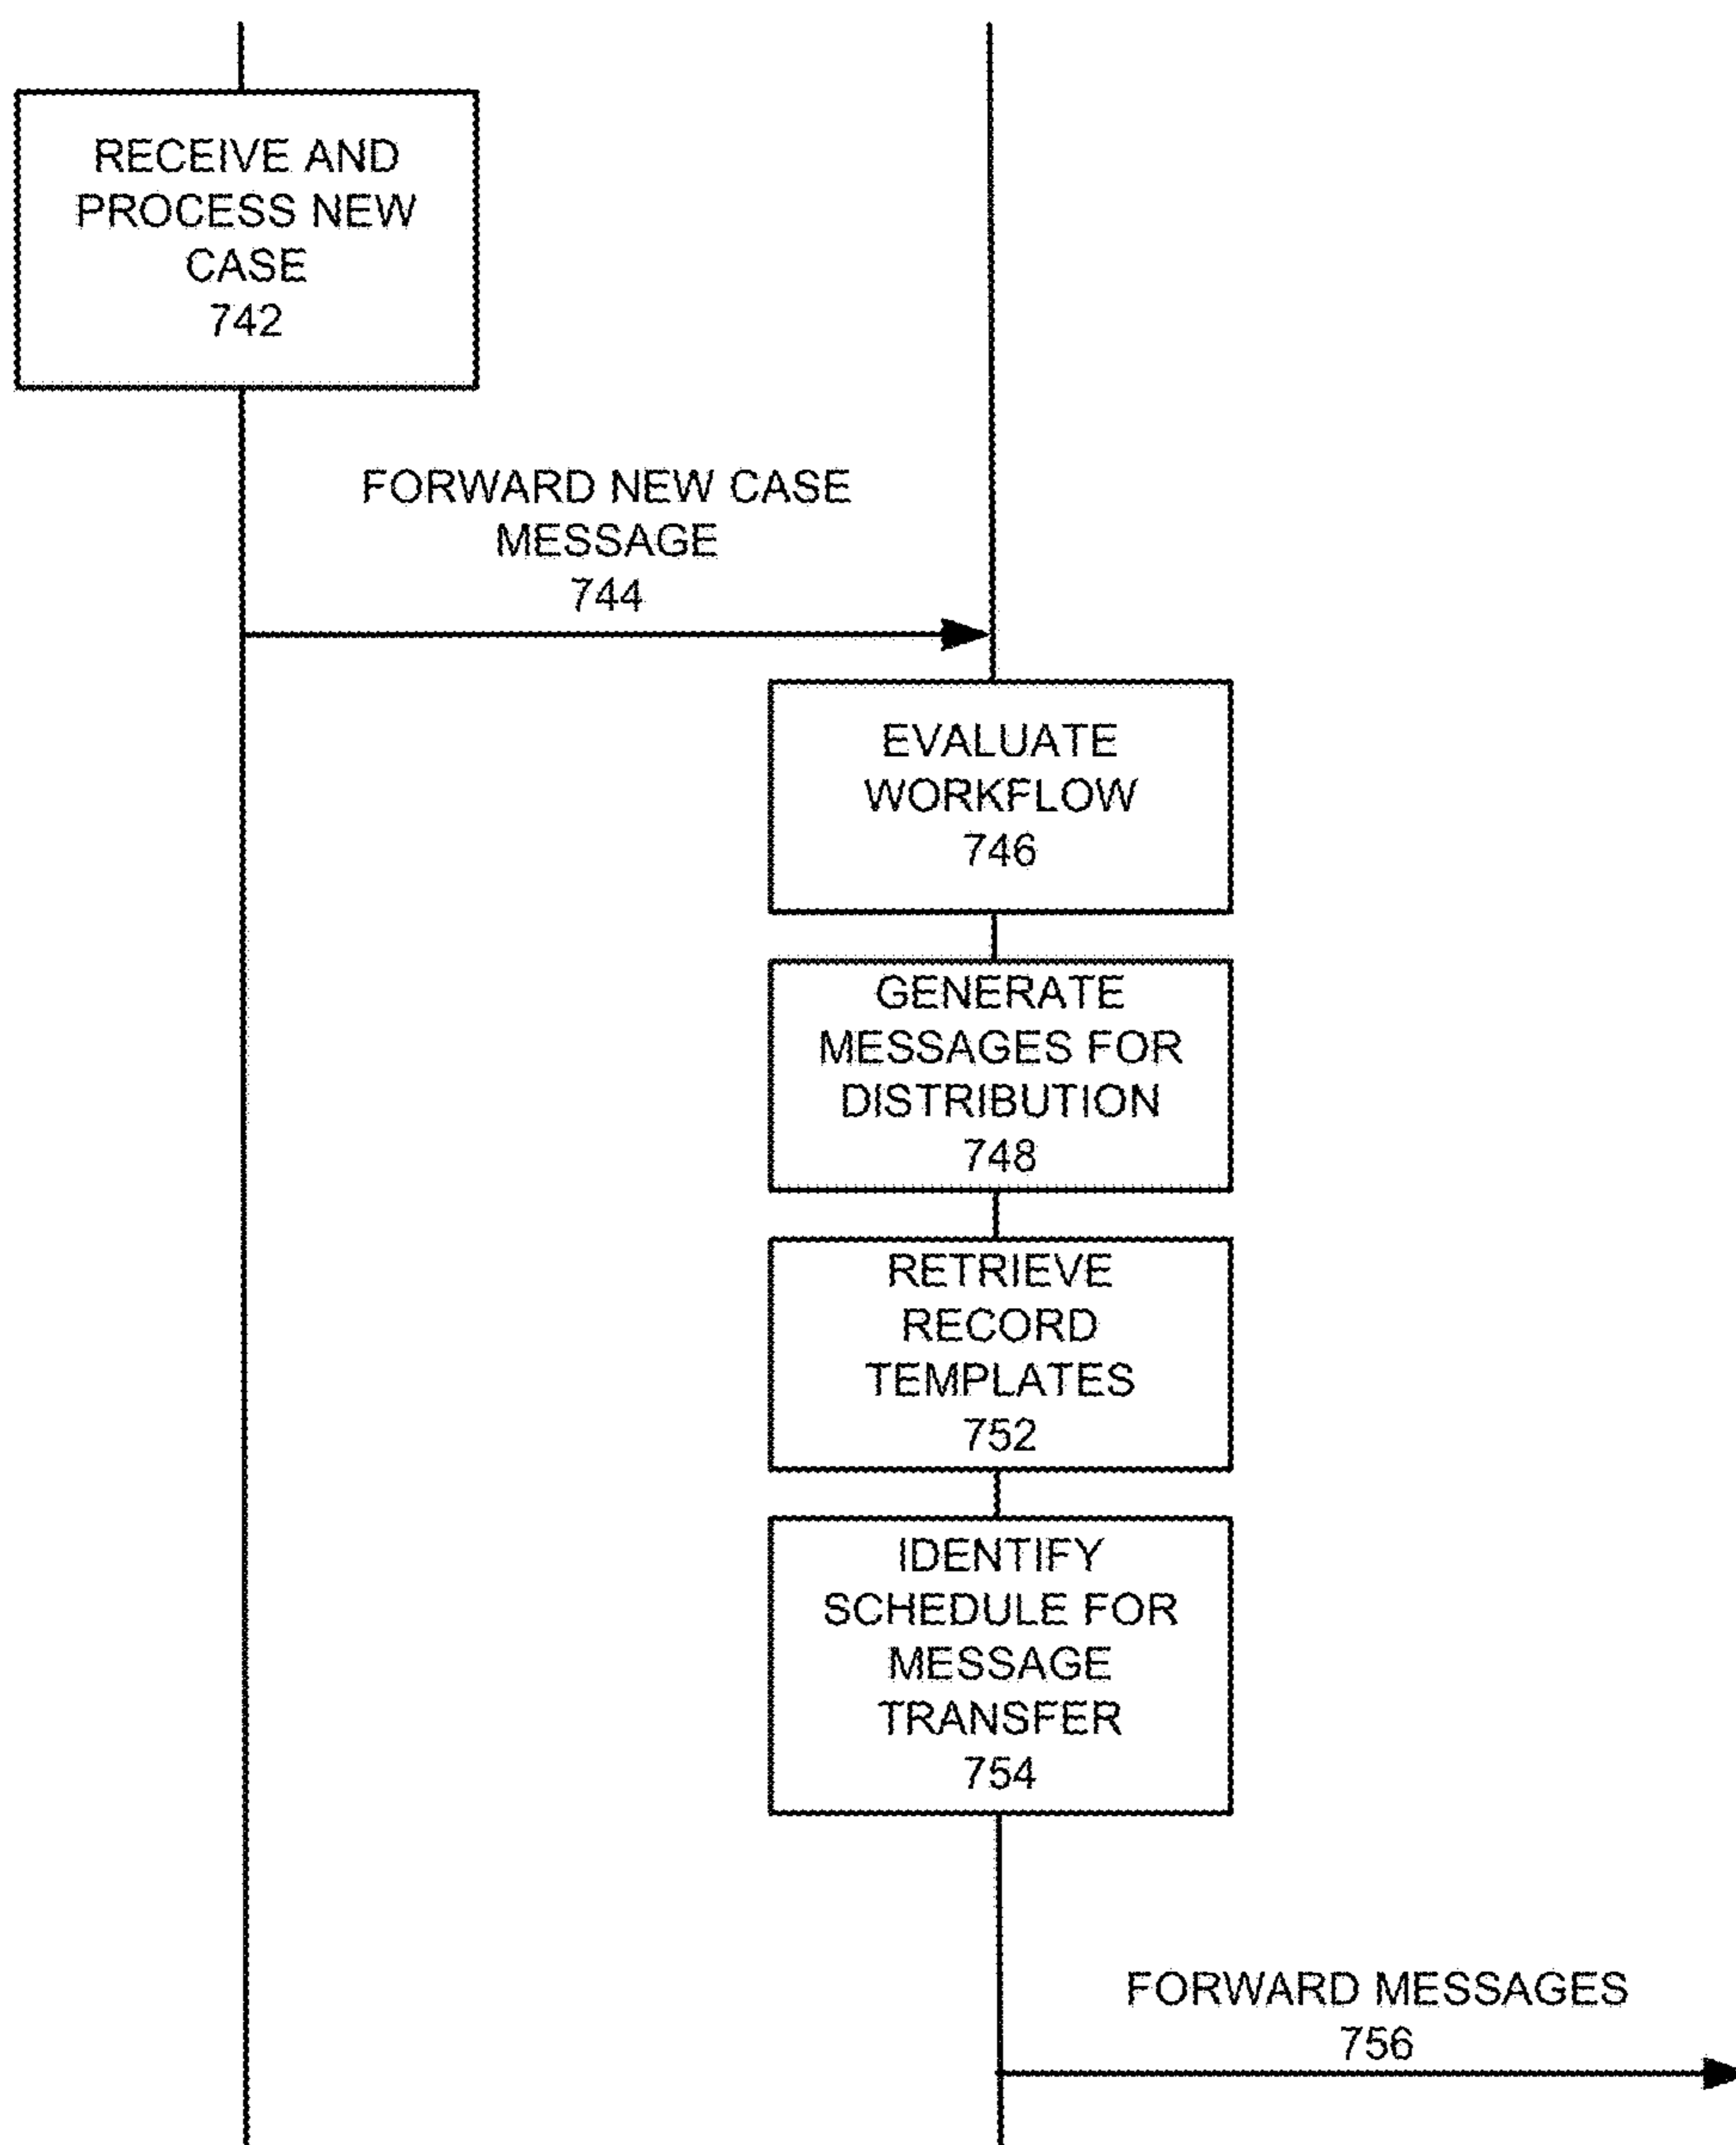 RECEIVE AND
PROCESS NEW
CASE
742
FORWARD NEW CASE
MESSAGE
744
EVALUATE
WORKFLOW
746
GENERATE
MESSAGES FOR
DISTRIBUTION
748
RETRIEVE
RECORD
TEMPLATES
752
IDENTIFY
SCHEDULE FOR
MESSAGE
TRANSFER
754
FORWARD MESSAGES
756